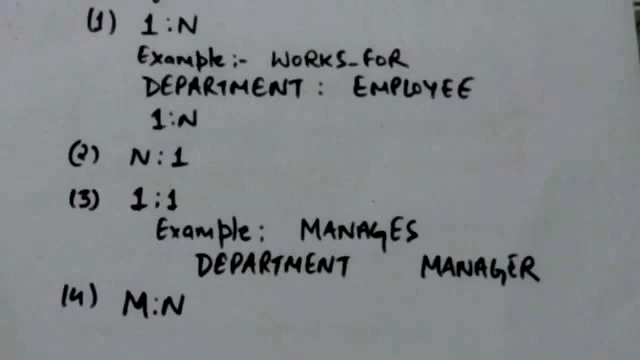 (1) 1:N
Example:- WORKS_FOR
DEPARTMENT : EMPLOYEE
1:N
(2) N:1
(3) 1:1
Example: MANAGES
DEPARTMENT MANAGER
(4) M:N